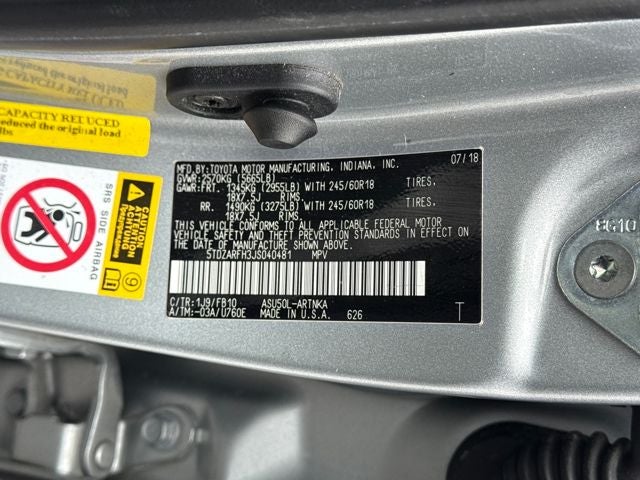 MFD.BY:TOYOTA MOTOR MANUFACTURING, INDIANA, INC. 07/18
GVWR:2570KG (5665LB)
GAWR:FRT. 1345KG (2955LB) WITH 245/60R18 TIRES,
18X7.5J RIMS.
RR. 1490KG (3275LB) WITH 245/60R18 TIRES,
18X7.5J RIMS.
THIS VEHICLE CONFORMS TO ALL APPLICABLE FEDERAL MOTOR
VEHICLE SAFETY AND THEFT PREVENTION STANDARDS IN EFFECT ON
THE DATE OF MANUFACTURE SHOWN ABOVE.
5TDZARFH3JS040481 MPV
C/TR:1J9/FB10 ASU50L-ARTNKA
A/TM:-03A/U760E MADE IN U.S.A. 626 T
CAPACITY REDUCED
reduced the original load
lbs
SRS SIDE AIRBAG
CAUTION
ATTENTION
ACHTUNG
9
8G10